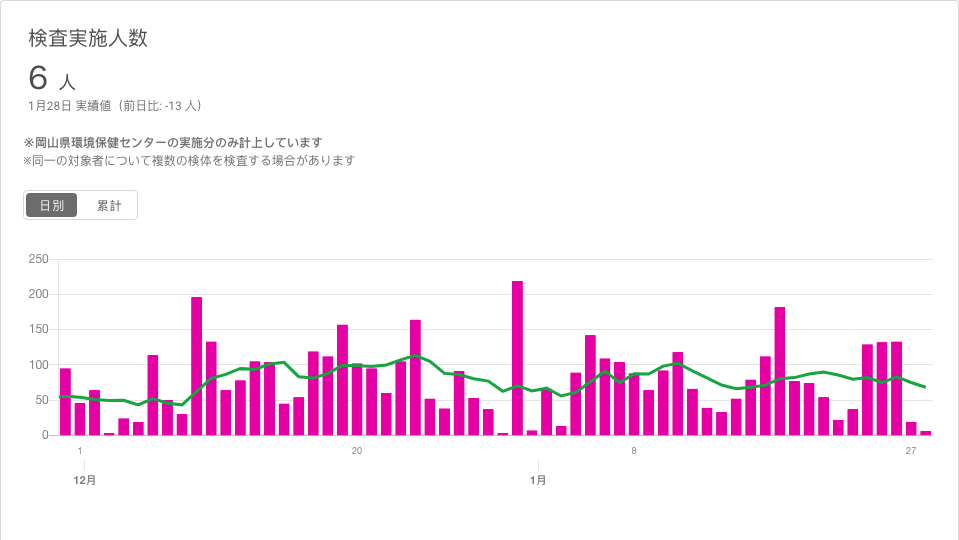 検査実施人数
6 人
1月28日 実績値（前日比: -13 人）
※岡山県環境保健センターの実施分のみ計上しています
※同一の対象者について複数の検体を検査する場合があります
日別 累計
250
200
150
100
50
0
1 20 8 27
12月 1月